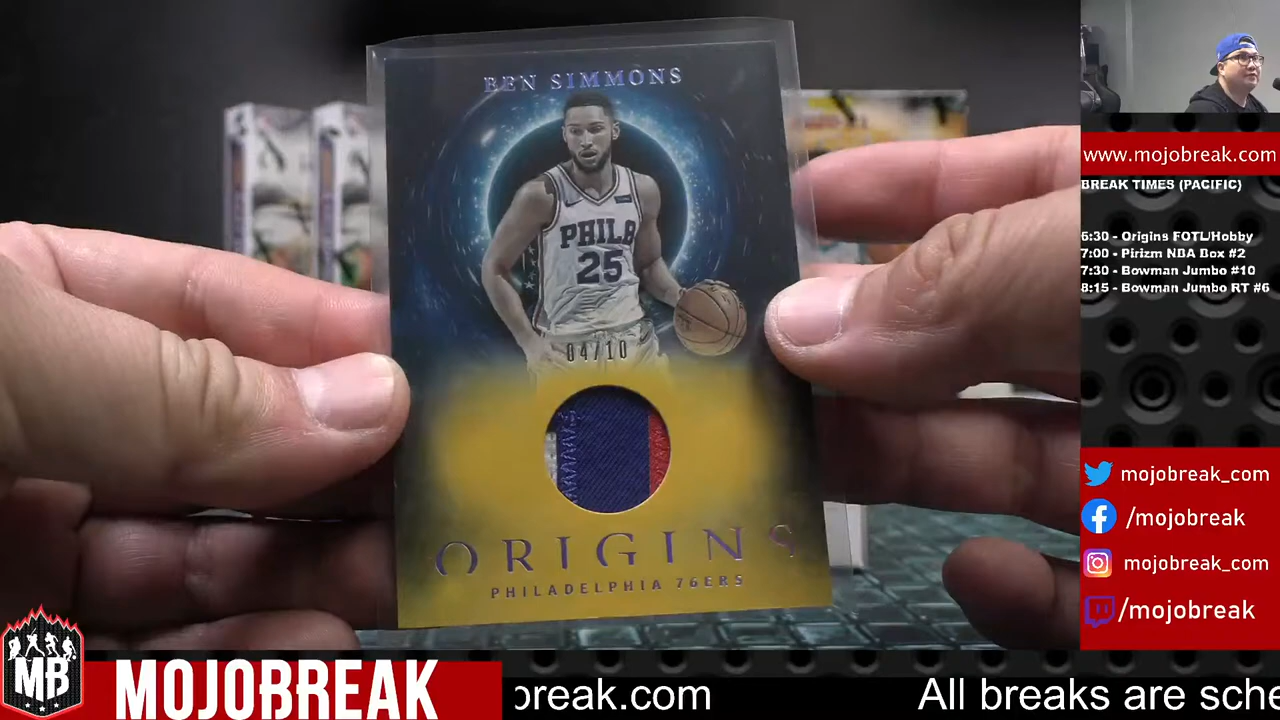 BEN SIMMONS
PHILA
25
04/10
ORIGINS
PHILADELPHIA 76ERS
www.mojobreak.com
BREAK TIMES (PACIFIC)
5:30 - Origins FOTL/Hobby
7:00 - Pirizm NBA Box #2
7:30 - Bowman Jumbo #10
8:15 - Bowman Jumbo RT #6
mojobreak_com
/mojobreak
mojobreak_com
/mojobreak
MB
MOJOBREAK
break.com
All breaks are sche